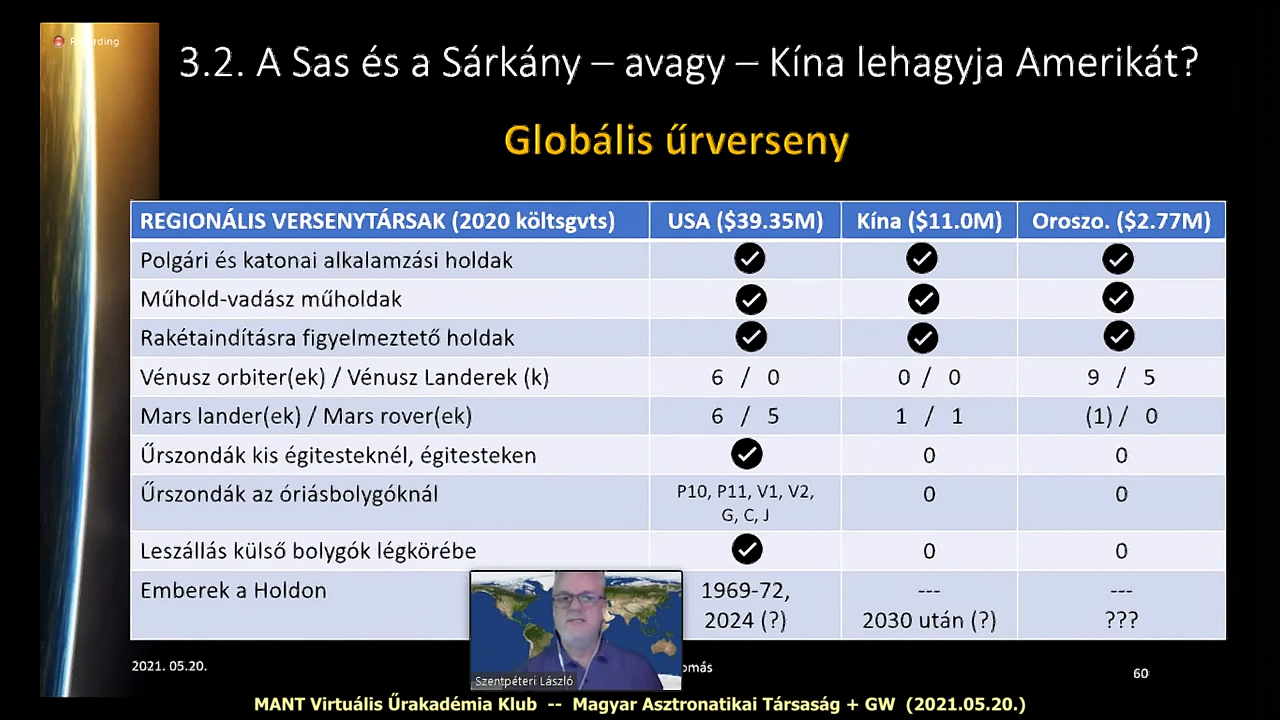 Recording
3.2. A Sas és a Sárkány – avagy – Kína lehagyja Amerikát?
Globális űrverseny
REGIONÁLIS VERSENYTÁRSAK (2020 költsgvts) USA ($39.35M) Kína ($11.0M) Oroszo. ($2.77M)
Polgári és katonai alkalamzási holdak
Műhold-vadász műholdak
Rakétaindításra figyelmeztető holdak
Vénusz orbiter(ek) / Vénusz Landerek (k) 6 / 0 0 / 0 9 / 5
Mars lander(ek) / Mars rover(ek) 6 / 5 1 / 1 (1) / 0
Űrszondák kis égitesteknél, égitesteken 0 0
Űrszondák az óriásbolygóknál P10, P11, V1, V2, 0 0
G, C, J
Leszállás külső bolygók légkörébe 0 0
Emberek a Holdon 1969-72, --- ---
2024 (?) 2030 után (?) ???
2021. 05.20. omás 60
Szentpéteri László
MANT Virtuális Űrakadémia Klub -- Magyar Asztronatikai Társaság + GW (2021.05.20.)